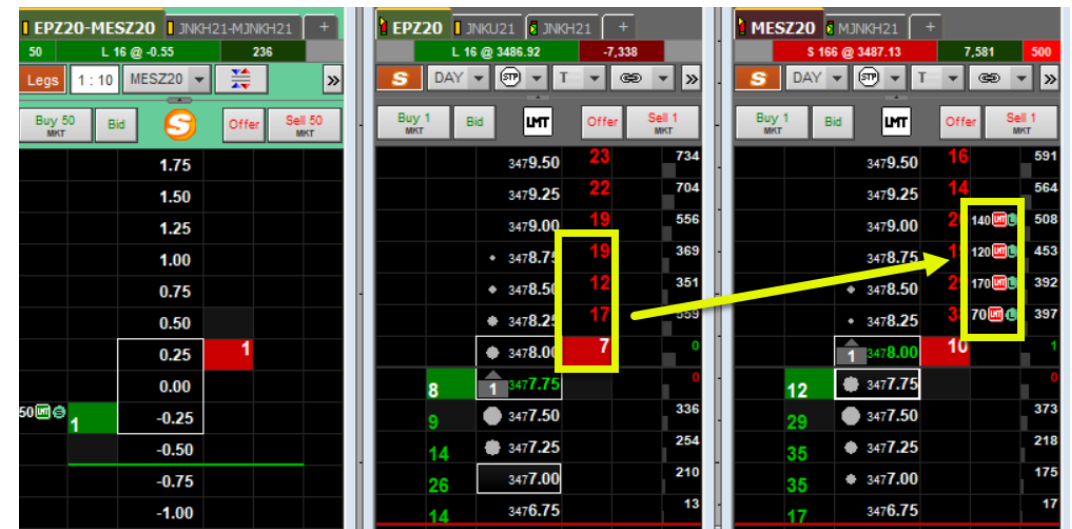 EPZ20-MESZ20 JNKH21-MJNKH21 +
50 L 16 @ -0.55 236
Legs 1 : 10 MESZ20 »
Buy 50 MKT Bid S Offer Sell 50 MKT
1.75
1.50
1.25
1.00
0.75
0.50
0.25 1
0.00
50 LMT 1 -0.25
-0.50
-0.75
-1.00
EPZ20 JNKU21 JNKH21 +
L 16 @ 3486.92 -7,338
S DAY STP T »
Buy 1 MKT Bid LMT Offer Sell 1 MKT
3479.50 23 734
3479.25 22 704
3479.00 19 556
3478.75 19 369
3478.50 12 351
3478.25 17 359
3478.00 7 0
8 1 3477.75 0
9 3477.50 336
14 3477.25 254
26 3477.00 210
14 3476.75 13
MESZ20 MJNKH21 +
S 166 @ 3487.13 7,581 500
S DAY STP T »
Buy 1 MKT Bid LMT Offer Sell 1 MKT
3479.50 16 591
3479.25 14 564
3479.00 140 LMT L 508
3478.75 120 LMT L 453
3478.50 170 LMT L 392
3478.25 70 LMT L 397
1 3478.00 10 1
12 3477.75 0
29 3477.50 373
35 3477.25 218
35 3477.00 175
17 3476.75 17